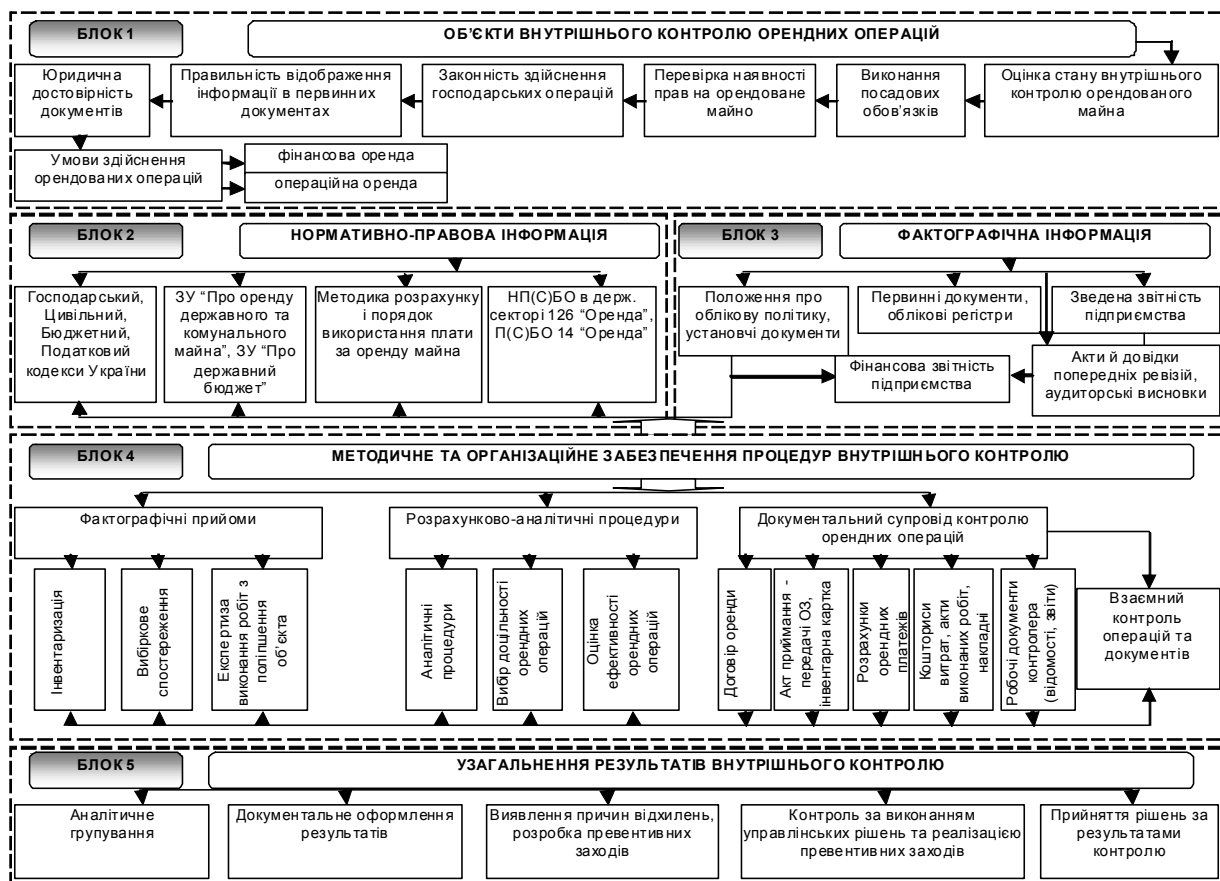 БЛОК 1
ОБ’ЄКТИ ВНУТРІШНЬОГО КОНТРОЛЮ ОРЕНДНИХ ОПЕРАЦІЙ
Юридична
достовірність
документів
Правильність відображення
інформації в первинних
документах
Законність здійснення
господарських операцій
Перевірка наявності
прав на орендоване
майно
Виконання
посадових
обов’язків
Оцінка стану внутрішнього
контролю орендованого
майна
Умови здійснення
орендованих операцій
фінансова оренда
операційна оренда
БЛОК 2
НОРМАТИВНО-ПРАВОВА ІНФОРМАЦІЯ
Господарський,
Цивільний,
Бюджетний,
Податковий
кодекси України
ЗУ “Про оренду
державного та
комунального
майна”, ЗУ “Про
державний
бюджет”
Методика розрахунку
і порядок
використання плати
за оренду майна
НП(С)БО в держ.
секторі 126 “Оренда”,
П(С)БО 14 “Оренда”
БЛОК 3
ФАКТОГРАФІЧНА ІНФОРМАЦІЯ
Положення про
облікову політику,
установчі документи
Первинні документи,
облікові регістри
Зведена звітність
підприємства
Фінансова звітність
підприємства
Акти й довідки
попередніх ревізій,
аудиторські висновки
БЛОК 4
МЕТОДИЧНЕ ТА ОРГАНІЗАЦІЙНЕ ЗАБЕЗПЕЧЕННЯ ПРОЦЕДУР ВНУТРІШНЬОГО КОНТРОЛЮ
Фактографічні прийоми
Розрахунково-аналітичні процедури
Документальний супровід контролю
орендних операцій
Інвентаризація
Вибіркове
спостереження
Експертиза
виконання робіт з
поліпшення
об’єкта
Аналітичні
процедури
Вибір доцільності
орендних
операцій
Оцінка
ефективності
орендних
операцій
Договір оренди
Акт приймання -
передачі ОЗ,
інвентарна картка
Розрахунки
орендних
платежів
Кошториси
витрат, акти
виконаних робіт,
накладні
Робочі документи
контролера
(відомості, звіти)
Взаємний
контроль
операцій та
документів
БЛОК 5
УЗАГАЛЬНЕННЯ РЕЗУЛЬТАТІВ ВНУТРІШНЬОГО КОНТРОЛЮ
Аналітичне
групування
Документальне оформлення
результатів
Виявлення причин відхилень,
розробка превентивних
заходів
Контроль за виконанням
управлінських рішень та реалізацією
превентивних заходів
Прийняття рішень за
результатами
контролю